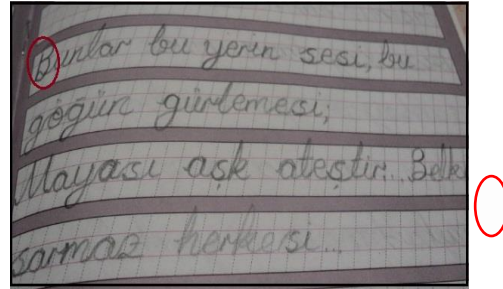 Bunlar bu yerin sesi, bu
göğün gürlemesi;
Mayası aşk ateştir... Belki
sarmaz herkesi...